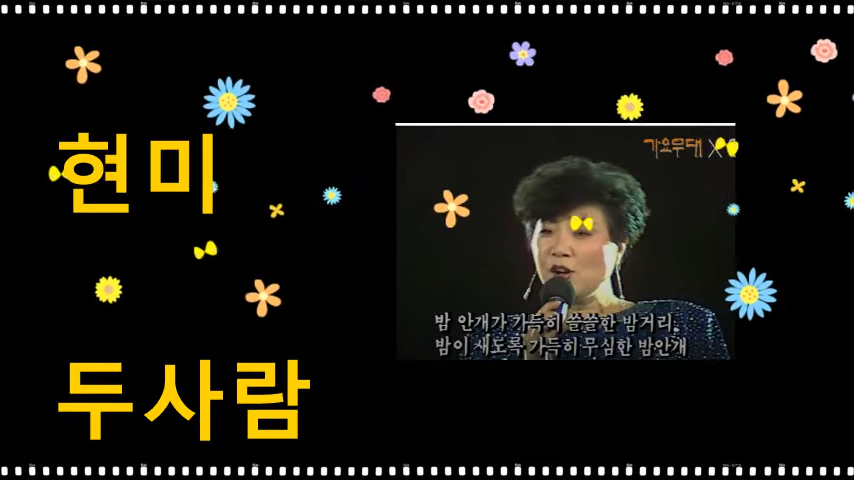 현미
두사람
가요무대
밤 안개가 가득히 쓸쓸한 밤거리.
밤이 새도록 가득히 무심한 밤안개